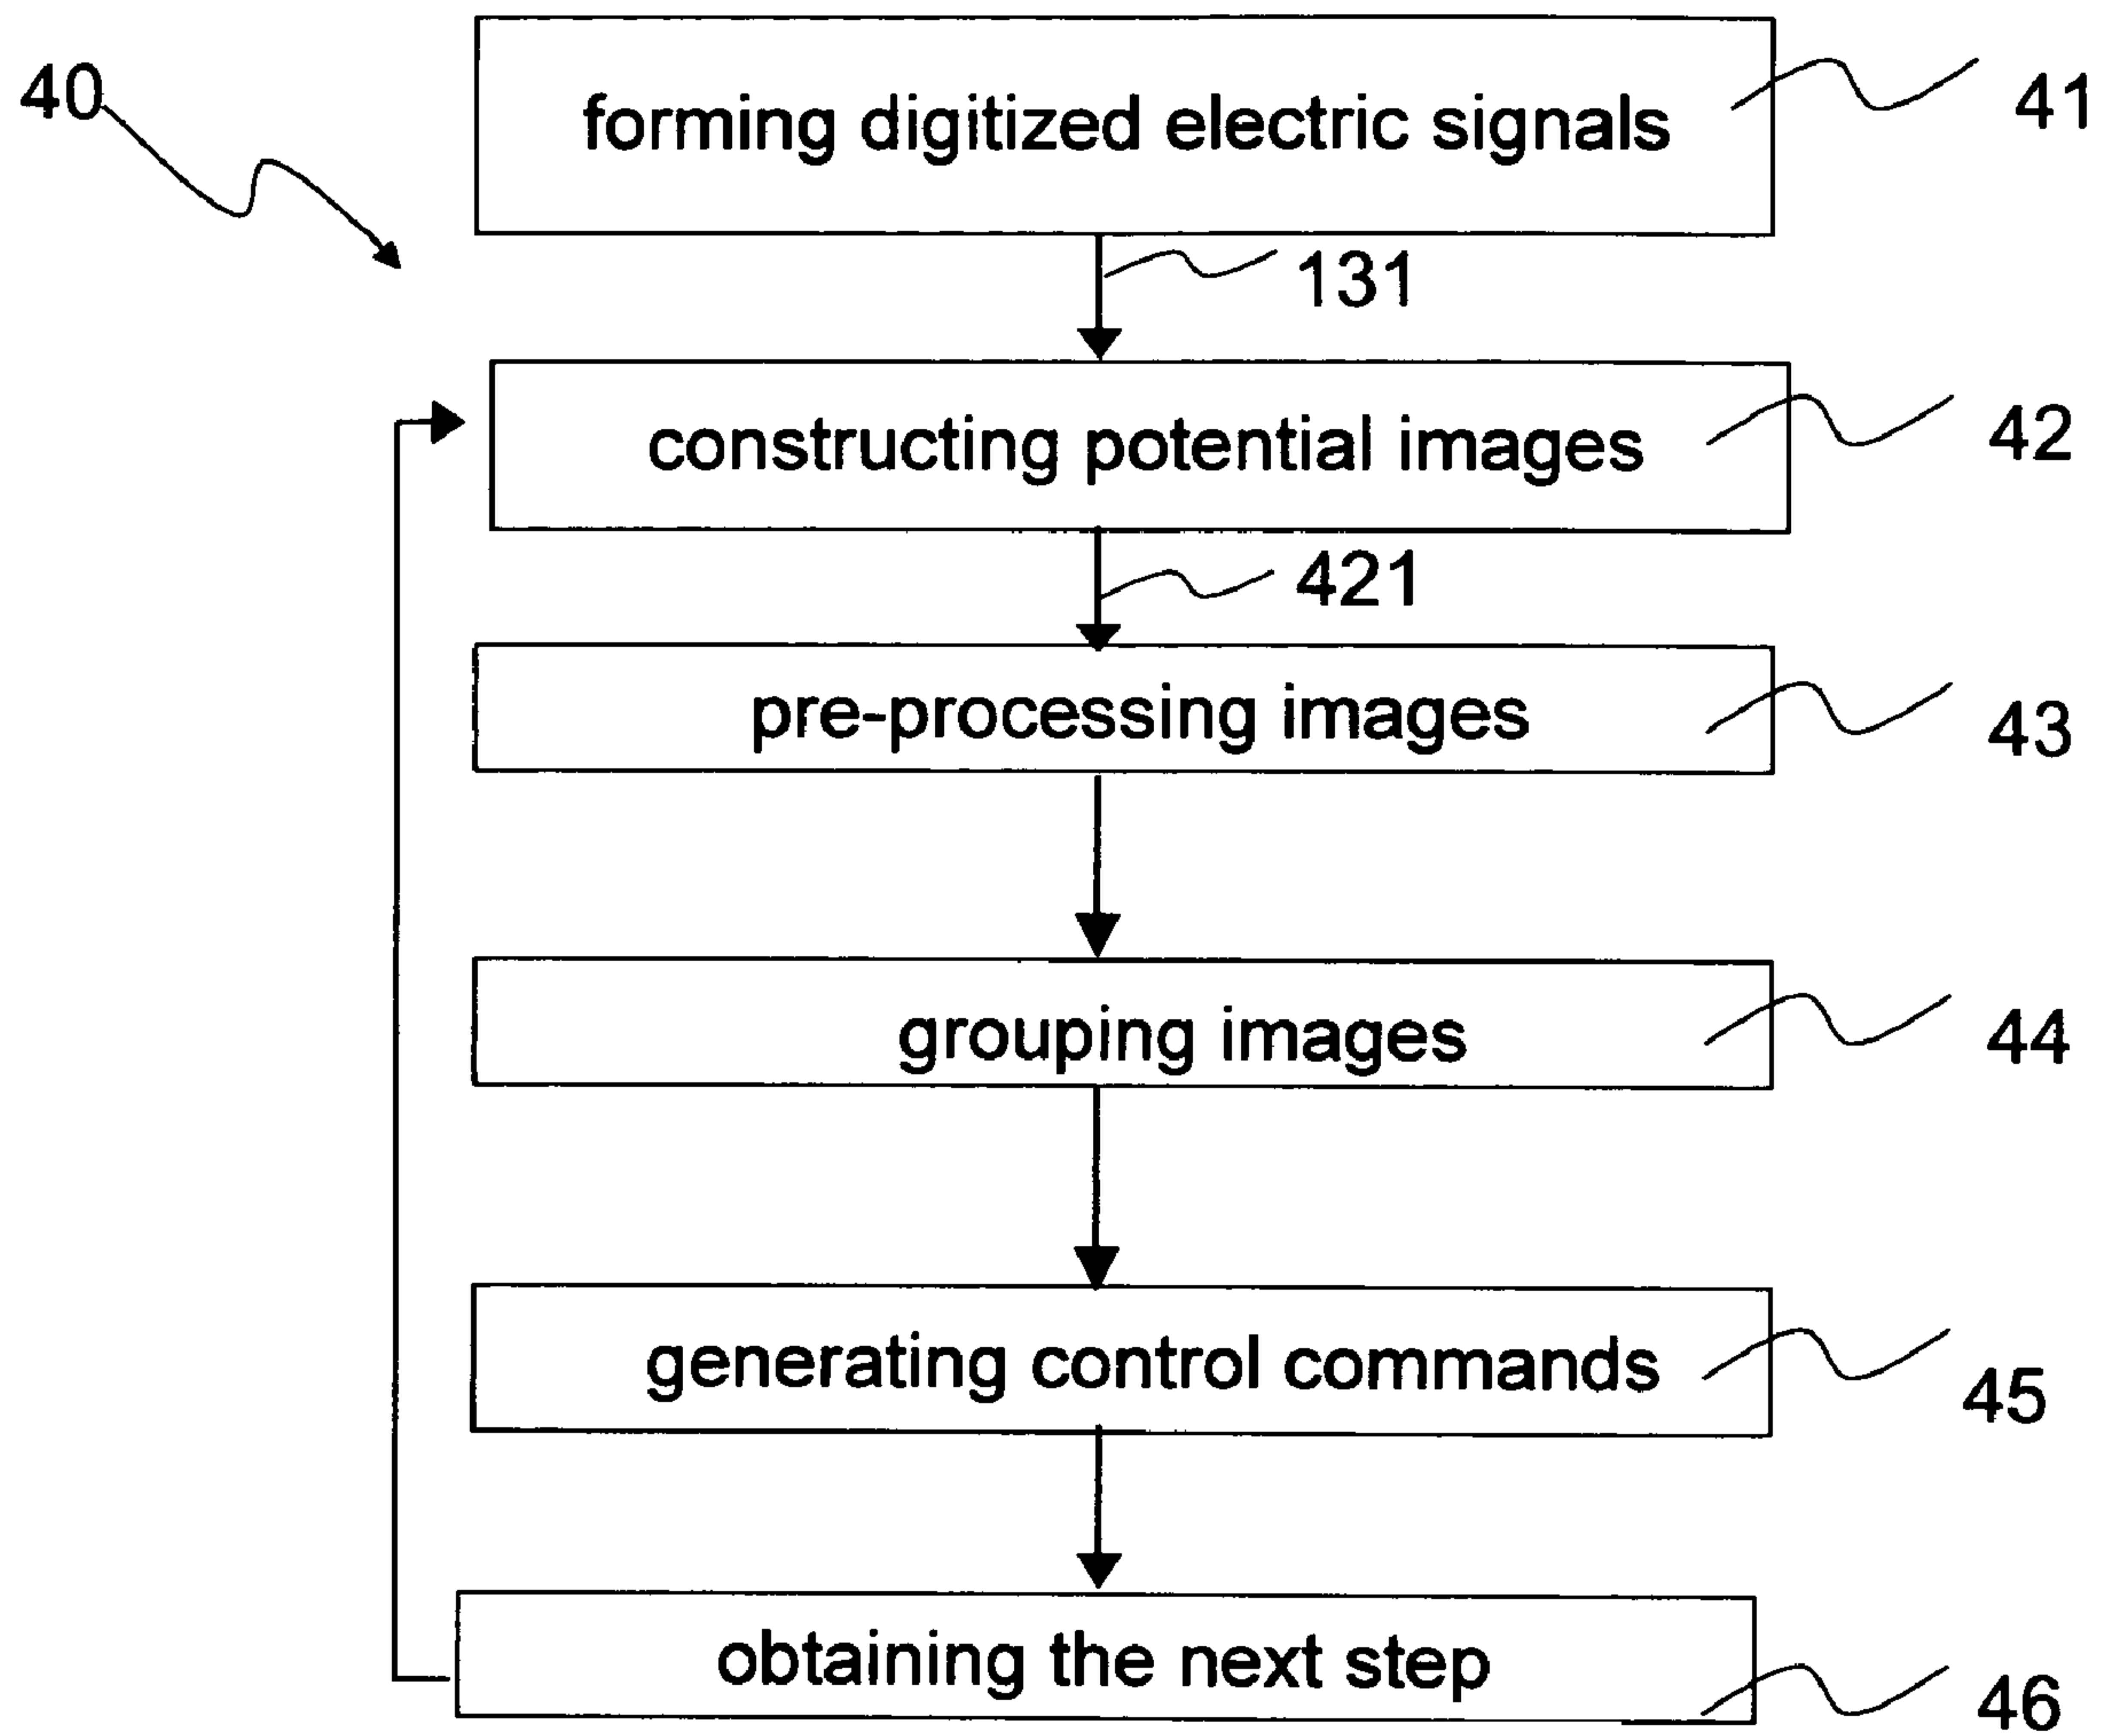 40
forming digitized electric signals 41
131
constructing potential images 42
421
pre-processing images 43
grouping images 44
generating control commands 45
obtaining the next step 46